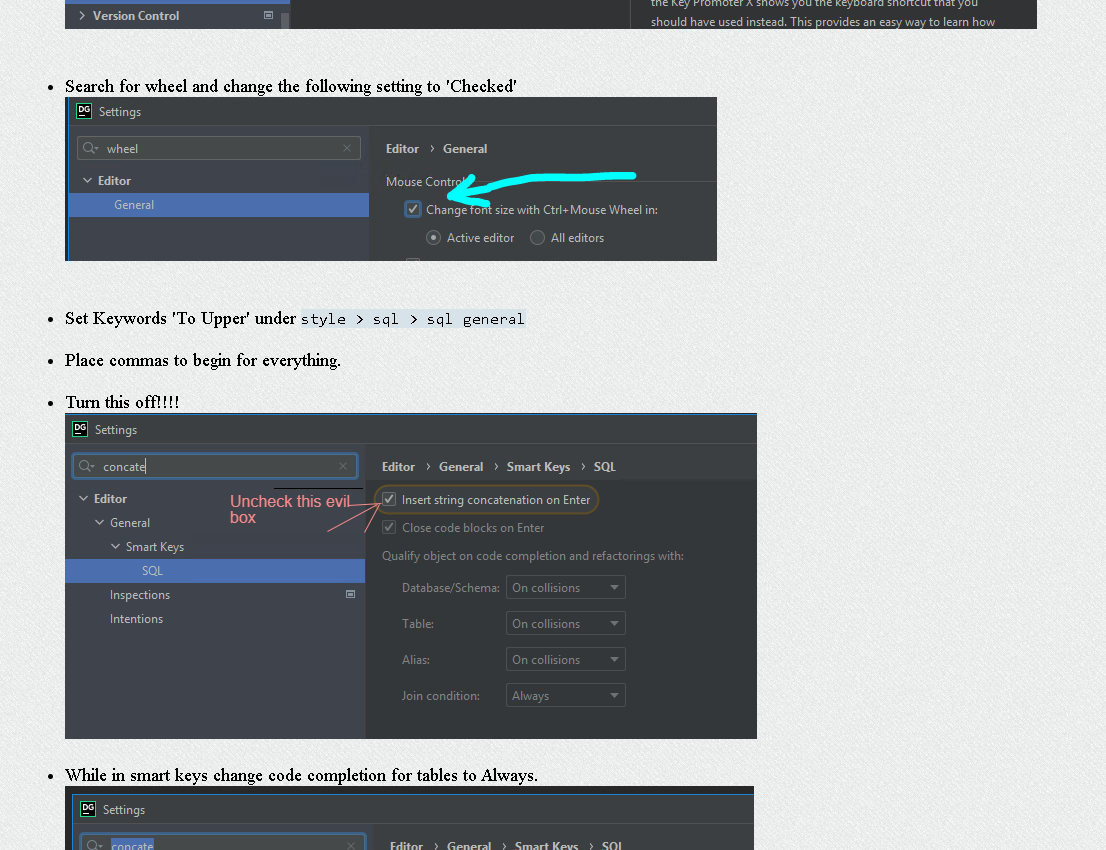 the Key Promoter X shows you the keyboard shortcut that you
Version Control
should have used instead. This provides an easy way to learn how
Search for wheel and change the following setting to 'Checked'
DG Settings
wheel
Editor › General
Editor
Mouse Control
General
Change font size with Ctrl+Mouse Wheel in:
Active editor All editors
Set Keywords 'To Upper' under style > sql > sql general
Place commas to begin for everything.
Turn this off!!!!
DG Settings
concate
Editor › General › Smart Keys › SQL
Editor
Uncheck this evil
box
Insert string concatenation on Enter
General
Close code blocks on Enter
Smart Keys
Qualify object on code completion and refactorings with:
SQL
Database/Schema: On collisions
Inspections
Intentions
Table: On collisions
Alias: On collisions
Join condition: Always
While in smart keys change code completion for tables to Always.
DG Settings
concate
Editor › General › Smart Keys › SQL